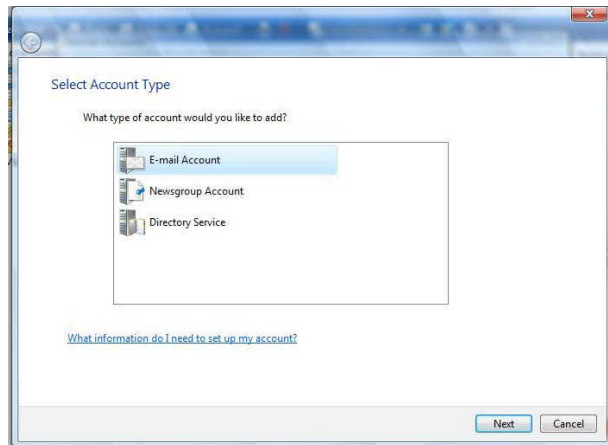 Select Account Type
What type of account would you like to add?
E-mail Account
Newsgroup Account
Directory Service
What information do I need to set up my account?
Next Cancel